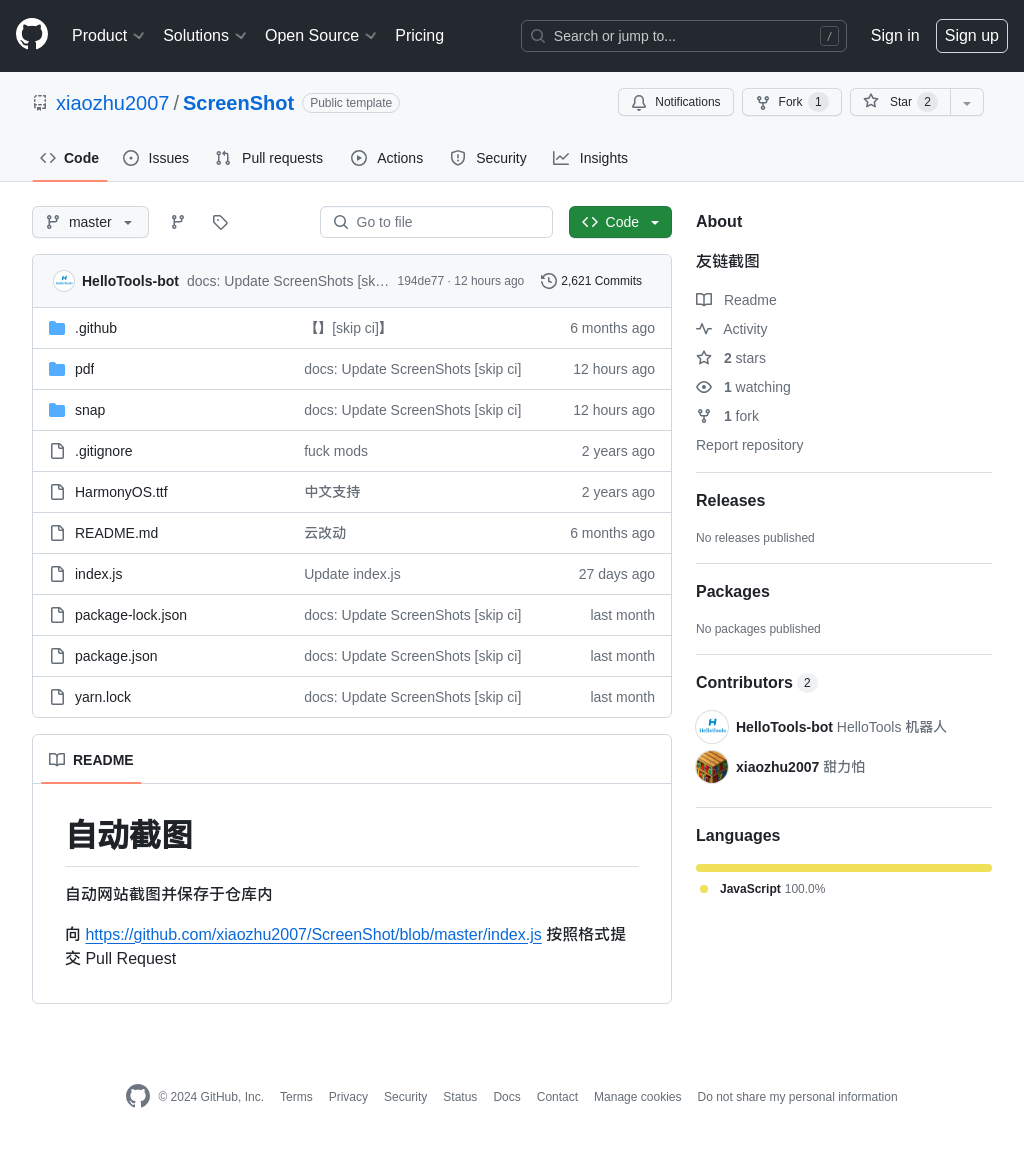 Product Solutions Open Source Pricing Search or jump to... / Sign in Sign up
xiaozhu2007 / ScreenShot Public template Notifications Fork 1 Star 2
Code Issues Pull requests Actions Security Insights
master Go to file Code
HelloTools-bot docs: Update ScreenShots [sk… 194de77 · 12 hours ago 2,621 Commits
.github 【】[skip ci]】 6 months ago
pdf docs: Update ScreenShots [skip ci] 12 hours ago
snap docs: Update ScreenShots [skip ci] 12 hours ago
.gitignore fuck mods 2 years ago
HarmonyOS.ttf 中文支持 2 years ago
README.md 云改动 6 months ago
index.js Update index.js 27 days ago
package-lock.json docs: Update ScreenShots [skip ci] last month
package.json docs: Update ScreenShots [skip ci] last month
yarn.lock docs: Update ScreenShots [skip ci] last month
README
自动截图
自动网站截图并保存于仓库内
向 https://github.com/xiaozhu2007/ScreenShot/blob/master/index.js 按照格式提
交 Pull Request
About
友链截图
Readme
Activity
2 stars
1 watching
1 fork
Report repository
Releases
No releases published
Packages
No packages published
Contributors 2
HelloTools
HelloTools-bot HelloTools 机器人
xiaozhu2007 甜力怕
Languages
JavaScript 100.0%
© 2024 GitHub, Inc. Terms Privacy Security Status Docs Contact Manage cookies Do not share my personal information